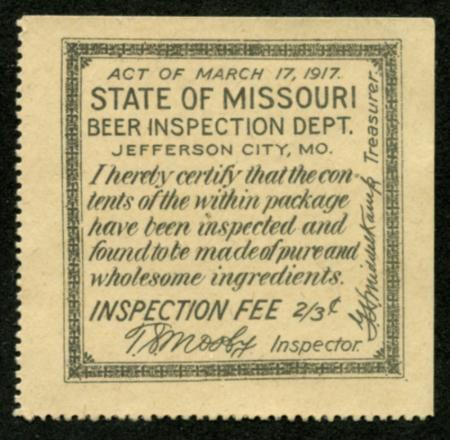 ACT OF MARCH 17, 1917.
STATE OF MISSOURI
BEER INSPECTION DEPT.
JEFFERSON CITY, MO.
I hereby certify that the con-
tents of the within package
have been inspected and
found to be made of pure and
wholesome ingredients.
INSPECTION FEE 2/3¢
Inspector.
Middelkamp Treasurer.